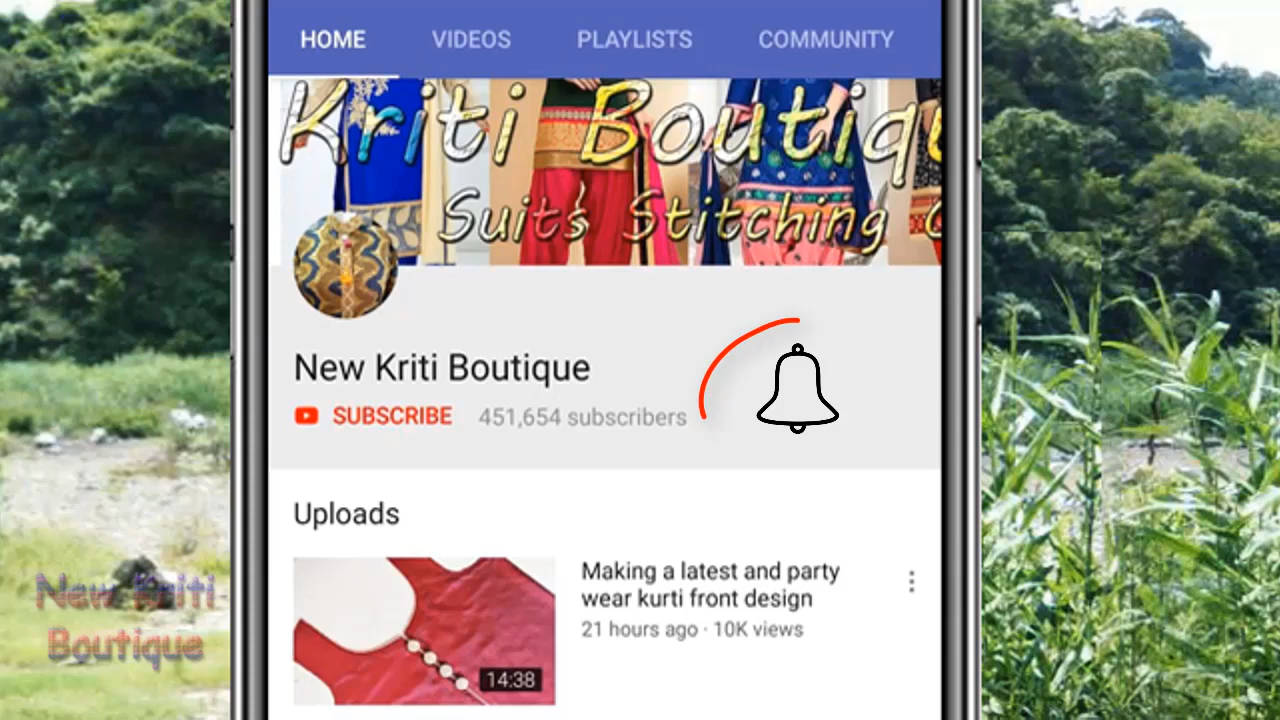 HOME VIDEOS PLAYLISTS COMMUNITY
Kriti Boutiqu
Suits Stitching
New Kriti Boutique
SUBSCRIBE 451,654 subscribers
Uploads
Making a latest and party
wear kurti front design
21 hours ago · 10K views
14:38
New Kriti
Boutique